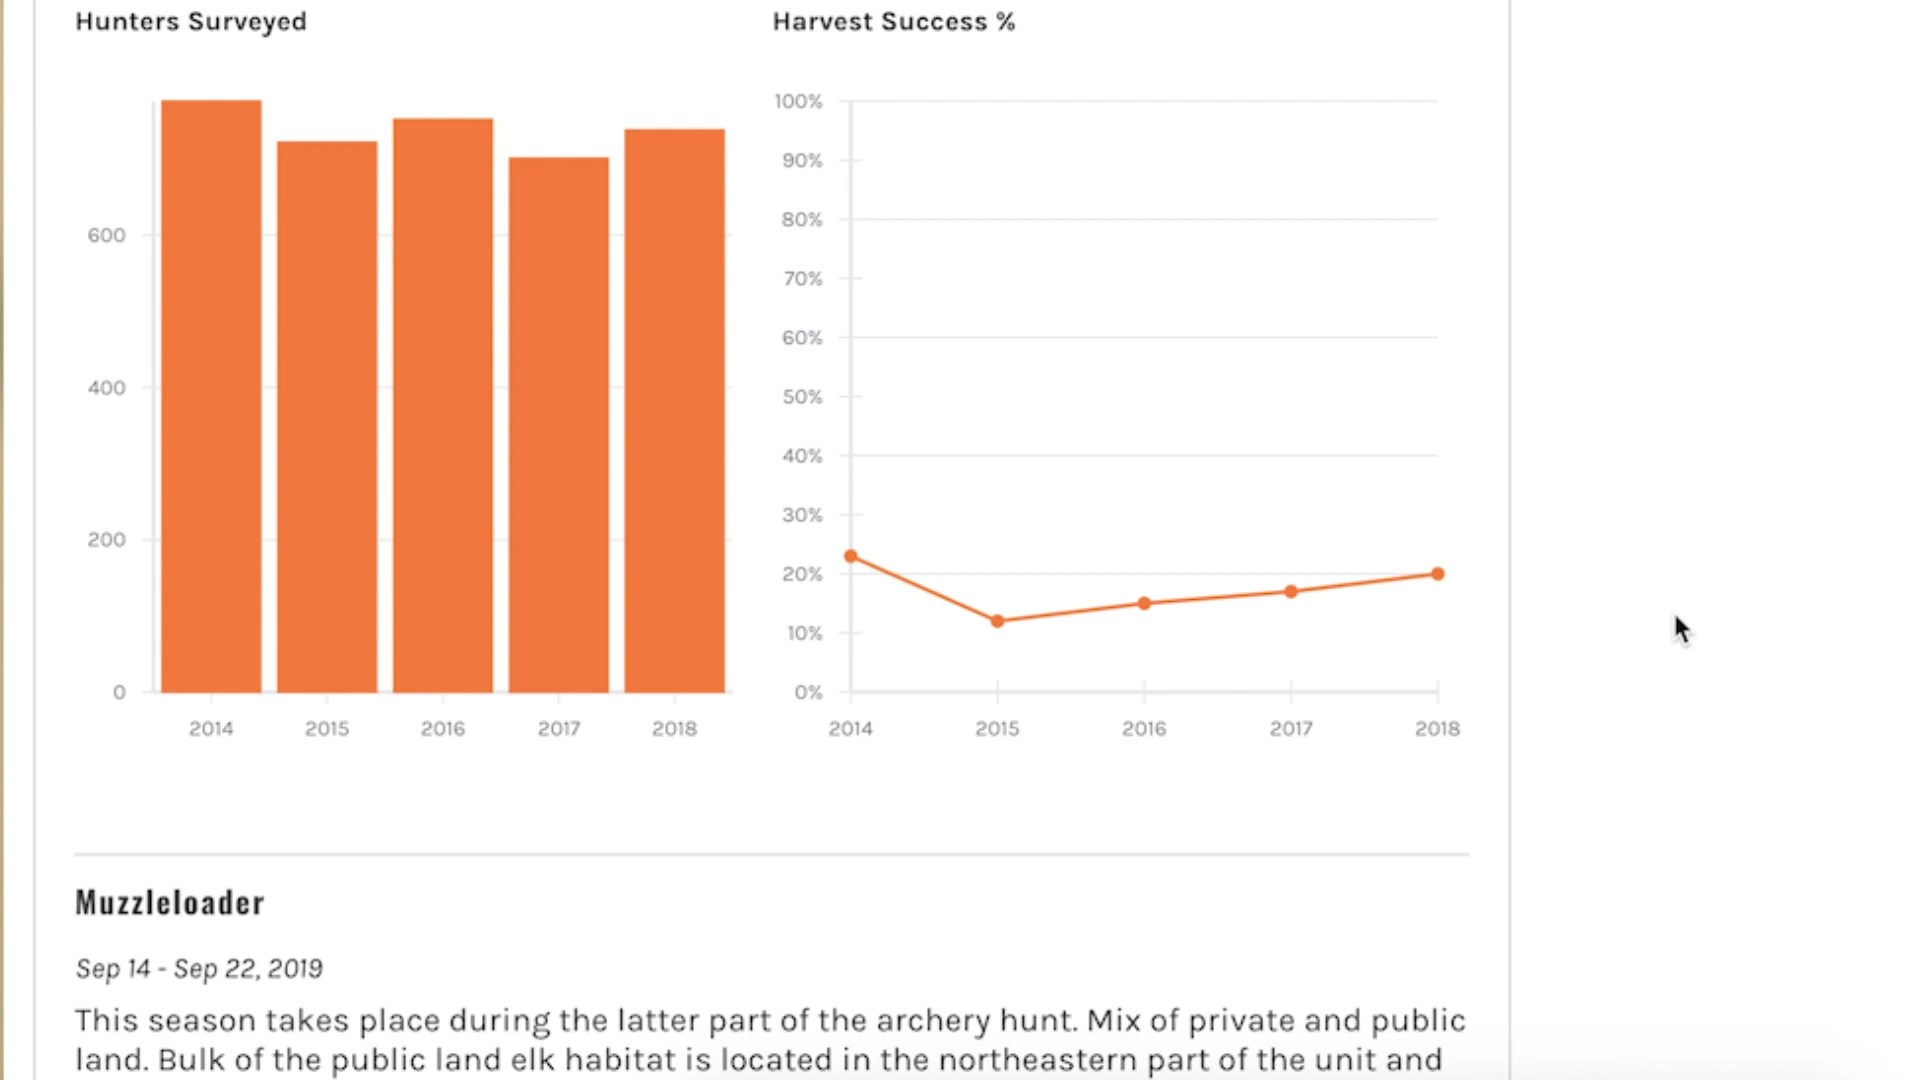 Hunters Surveyed
Harvest Success %
600
400
200
0
2014 2015 2016 2017 2018
100%
90%
80%
70%
60%
50%
40%
30%
20%
10%
0%
2014 2015 2016 2017 2018
Muzzleloader
Sep 14 - Sep 22, 2019
This season takes place during the latter part of the archery hunt. Mix of private and public
land. Bulk of the public land elk habitat is located in the northeastern part of the unit and